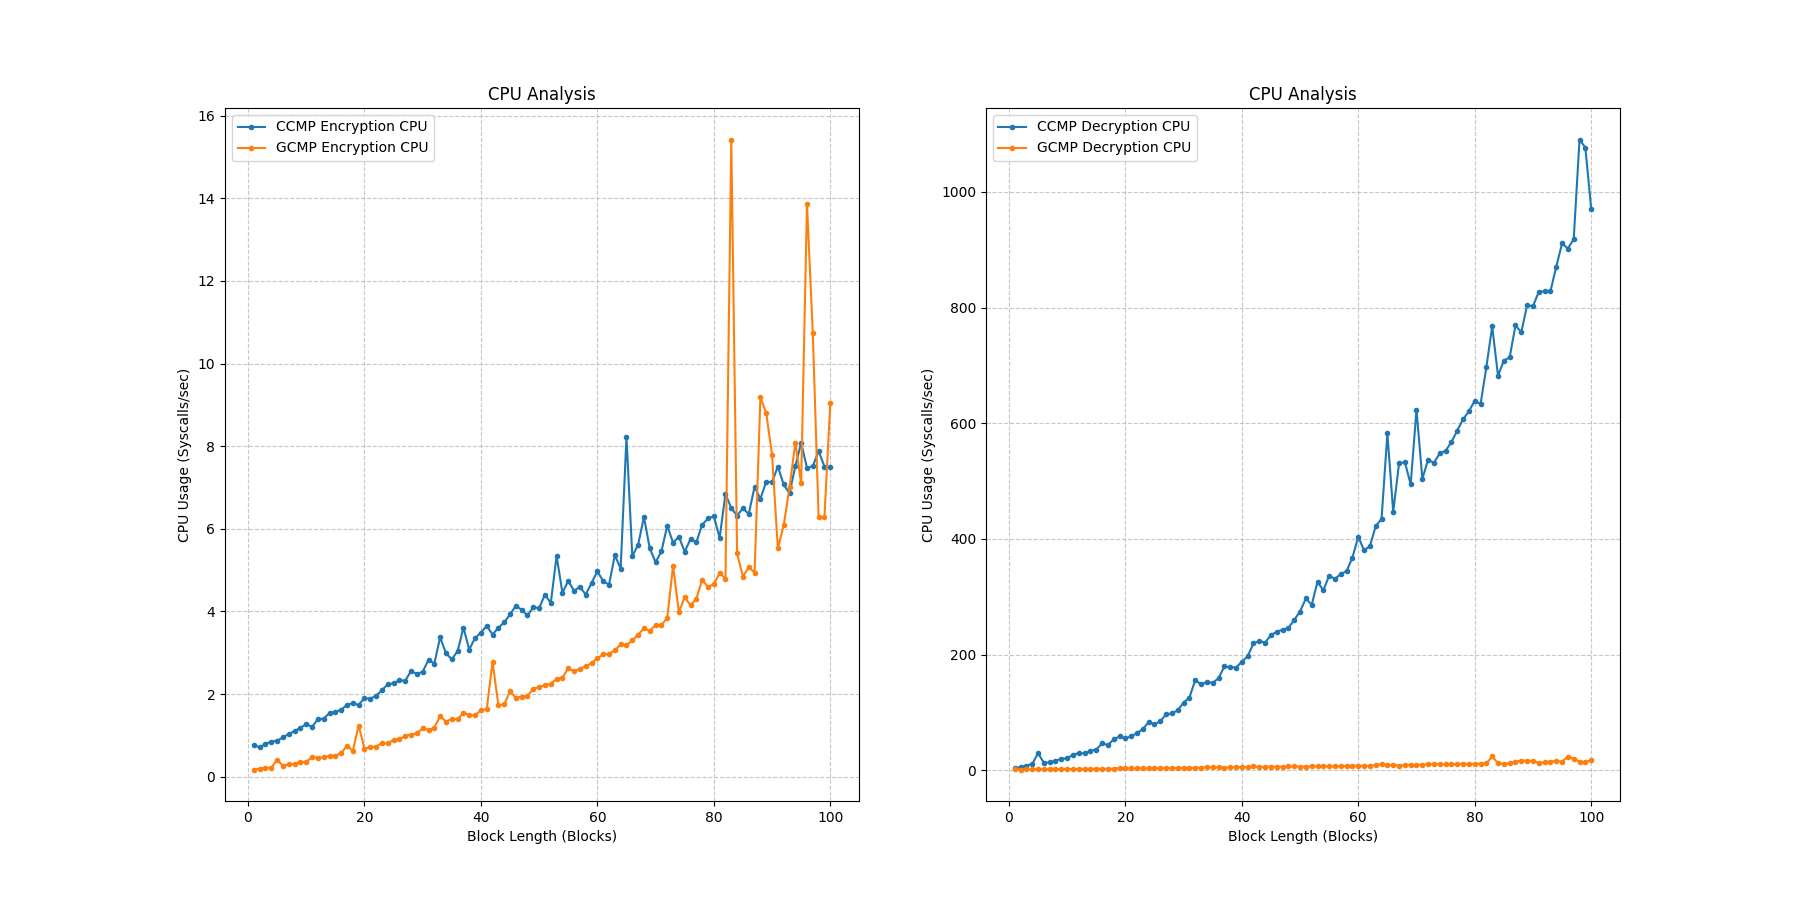 CPU Analysis
CCMP Encryption CPU
GCMP Encryption CPU
CPU Usage (Syscalls/sec)
16
14
12
10
8
6
4
2
0
0 20 40 60 80 100
Block Length (Blocks)
CPU Analysis
CCMP Decryption CPU
GCMP Decryption CPU
CPU Usage (Syscalls/sec)
1000
800
600
400
200
0
0 20 40 60 80 100
Block Length (Blocks)